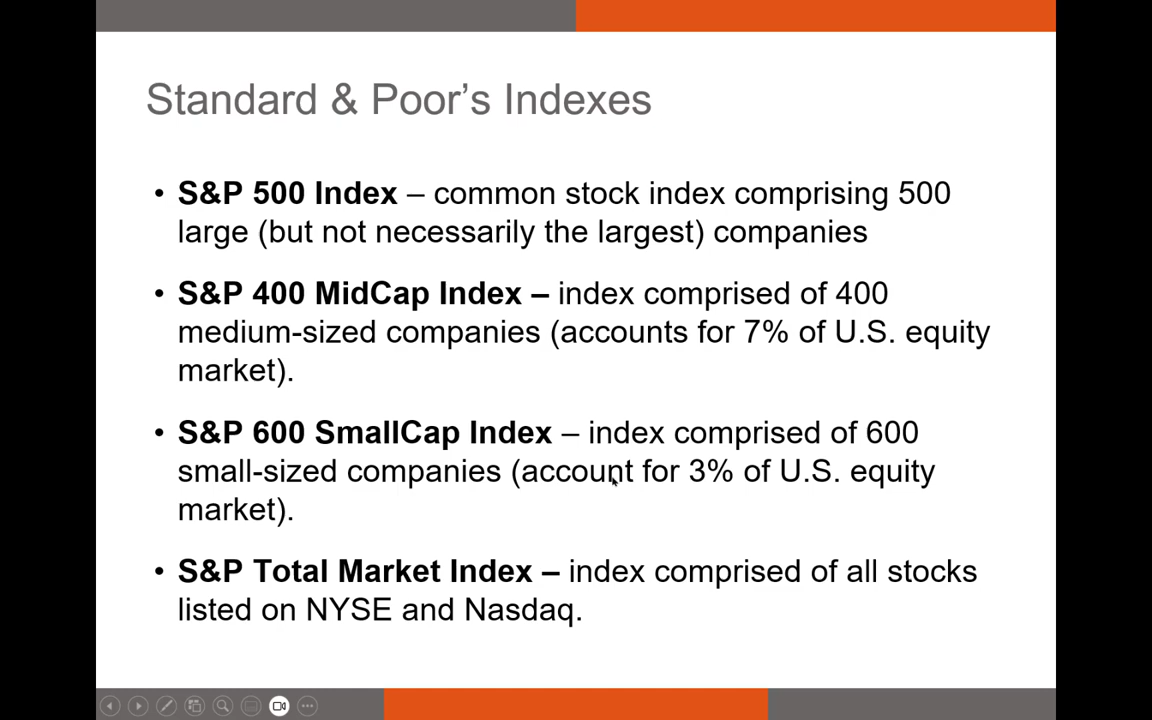 Standard & Poor’s Indexes
• S&P 500 Index – common stock index comprising 500
large (but not necessarily the largest) companies
• S&P 400 MidCap Index – index comprised of 400
medium-sized companies (accounts for 7% of U.S. equity
market).
• S&P 600 SmallCap Index – index comprised of 600
small-sized companies (account for 3% of U.S. equity
market).
• S&P Total Market Index – index comprised of all stocks
listed on NYSE and Nasdaq.